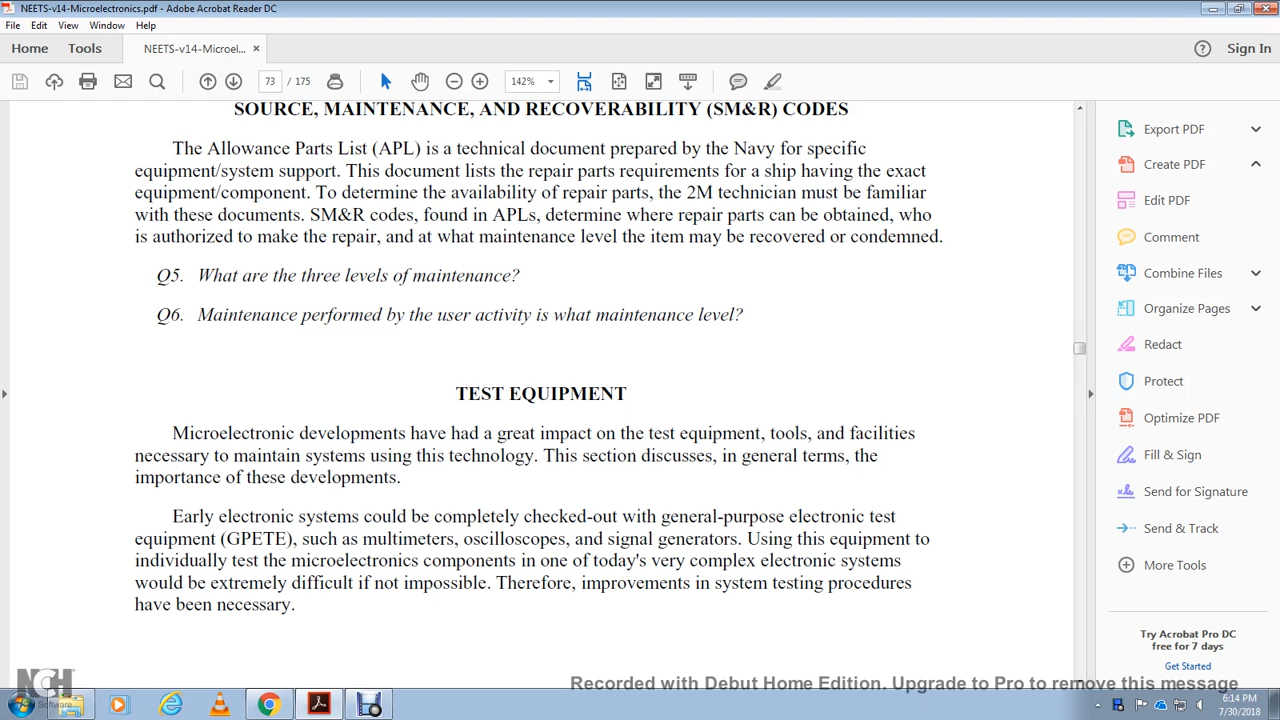 NEETS-v14-Microelectronics.pdf - Adobe Acrobat Reader DC
File Edit View Window Help
Home Tools NEETS-v14-Microel... × Sign In
73 / 175 142%
SOURCE, MAINTENANCE, AND RECOVERABILITY (SM&R) CODES
The Allowance Parts List (APL) is a technical document prepared by the Navy for specific
equipment/system support. This document lists the repair parts requirements for a ship having the exact
equipment/component. To determine the availability of repair parts, the 2M technician must be familiar
with these documents. SM&R codes, found in APLs, determine where repair parts can be obtained, who
is authorized to make the repair, and at what maintenance level the item may be recovered or condemned.
Q5. What are the three levels of maintenance?
Q6. Maintenance performed by the user activity is what maintenance level?
TEST EQUIPMENT
Microelectronic developments have had a great impact on the test equipment, tools, and facilities
necessary to maintain systems using this technology. This section discusses, in general terms, the
importance of these developments.
Early electronic systems could be completely checked-out with general-purpose electronic test
equipment (GPETE), such as multimeters, oscilloscopes, and signal generators. Using this equipment to
individually test the microelectronics components in one of today's very complex electronic systems
would be extremely difficult if not impossible. Therefore, improvements in system testing procedures
have been necessary.
Export PDF
Create PDF
Edit PDF
Comment
Combine Files
Organize Pages
Redact
Protect
Optimize PDF
Fill & Sign
Send for Signature
Send & Track
More Tools
Try Acrobat Pro DC
free for 7 days
Get Started
NCH
Software
Recorded with Debut Home Edition. Upgrade to Pro to remove this message
6:14 PM
7/30/2018